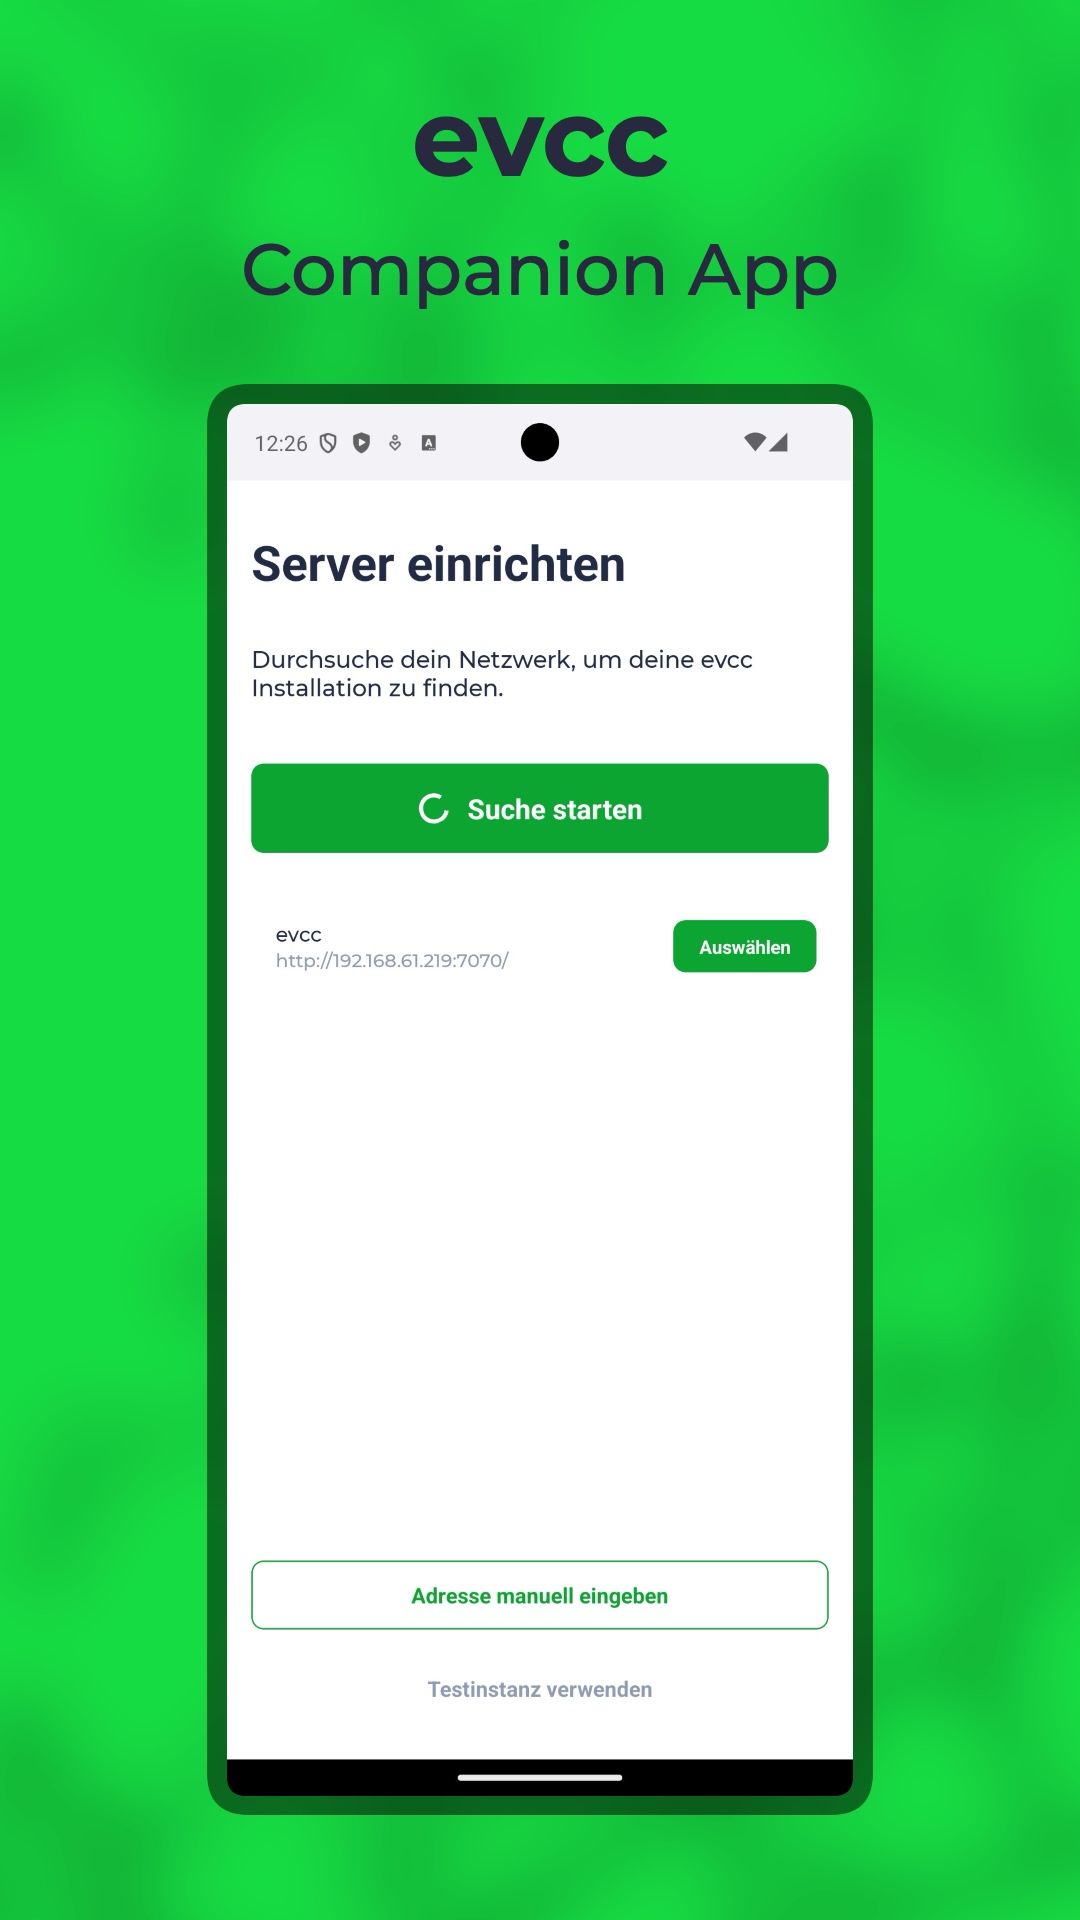 evcc
Companion App
12:26
Server einrichten
Durchsuche dein Netzwerk, um deine evcc
Installation zu finden.
Suche starten
evcc
http://192.168.61.219:7070/
Auswählen
Adresse manuell eingeben
Testinstanz verwenden